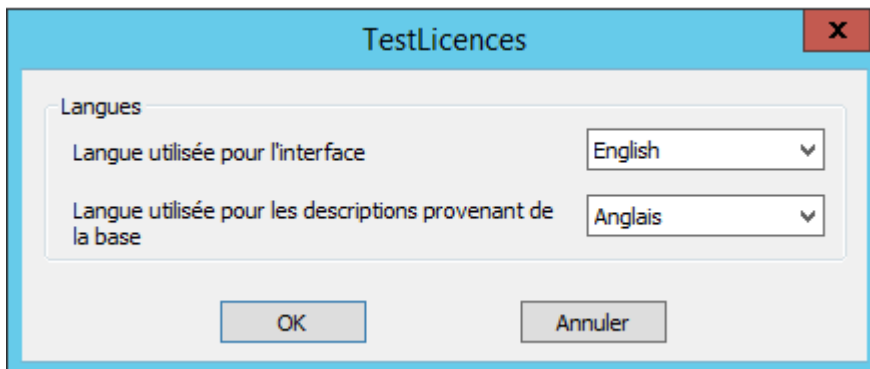 TestLicences
x
Langues
Langue utilisée pour l'interface
English
Langue utilisée pour les descriptions provenant de
la base
Anglais
OK
Annuler